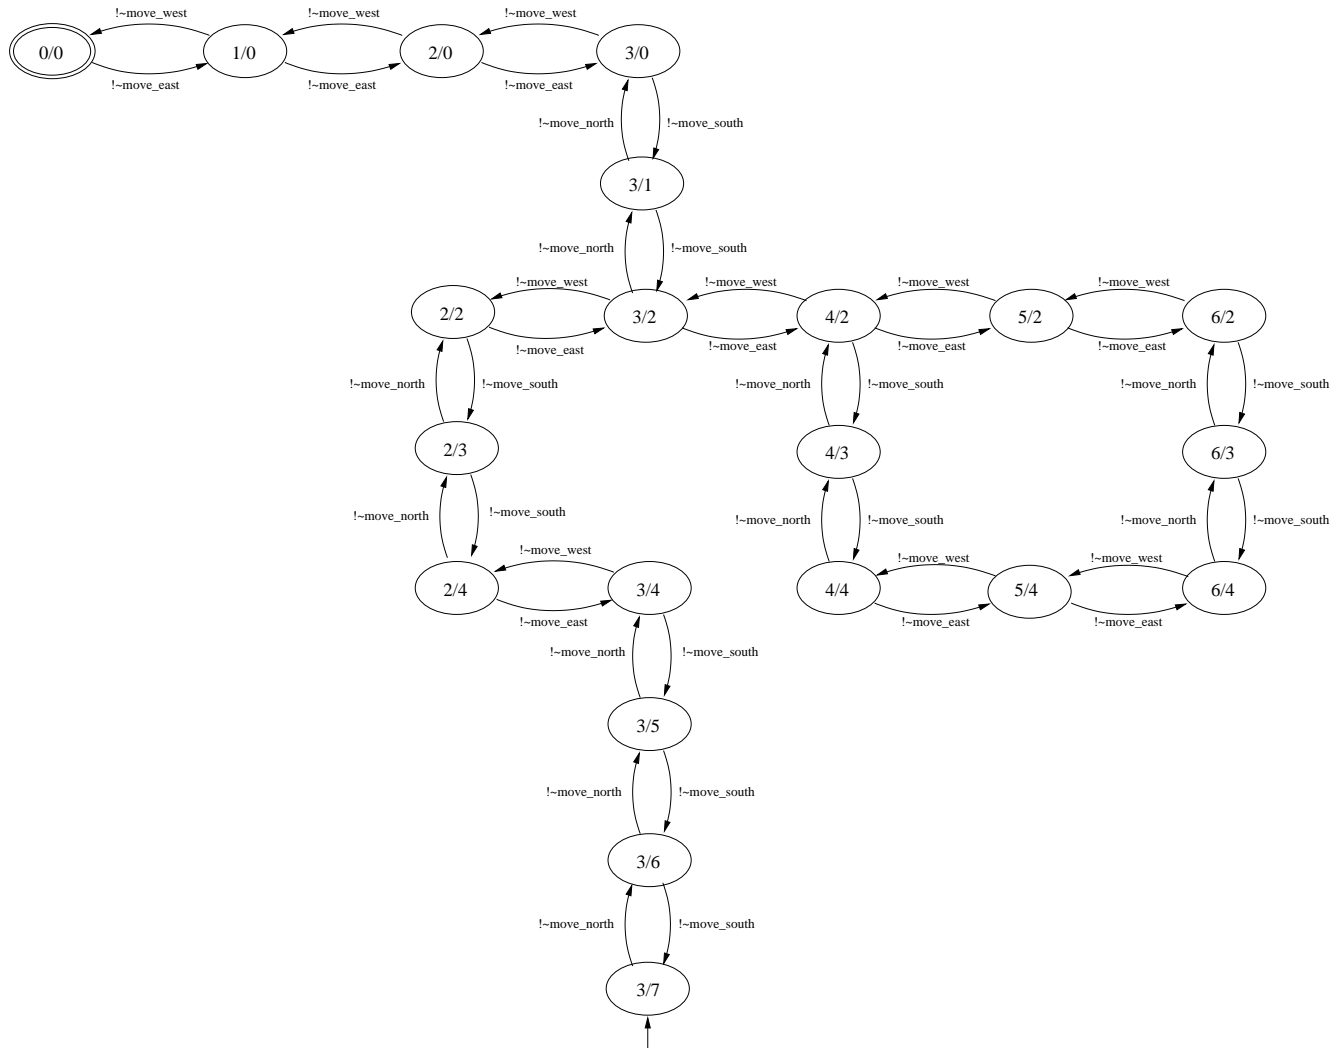 !~move_west !~move_west !~move_west
0/0 1/0 2/0 3/0
!~move_east !~move_east !~move_east
!~move_north !~move_south
3/1
!~move_north !~move_south
!~move_west !~move_west !~move_west !~move_west
2/2 3/2 4/2 5/2 6/2
!~move_east !~move_east !~move_east !~move_east
!~move_north !~move_south !~move_north !~move_south !~move_north !~move_south
2/3 4/3 6/3
!~move_north !~move_south !~move_north !~move_south !~move_north !~move_south
!~move_west !~move_west !~move_west
2/4 3/4 4/4 5/4 6/4
!~move_east !~move_east !~move_east
!~move_north !~move_south
3/5
!~move_north !~move_south
3/6
!~move_north !~move_south
3/7